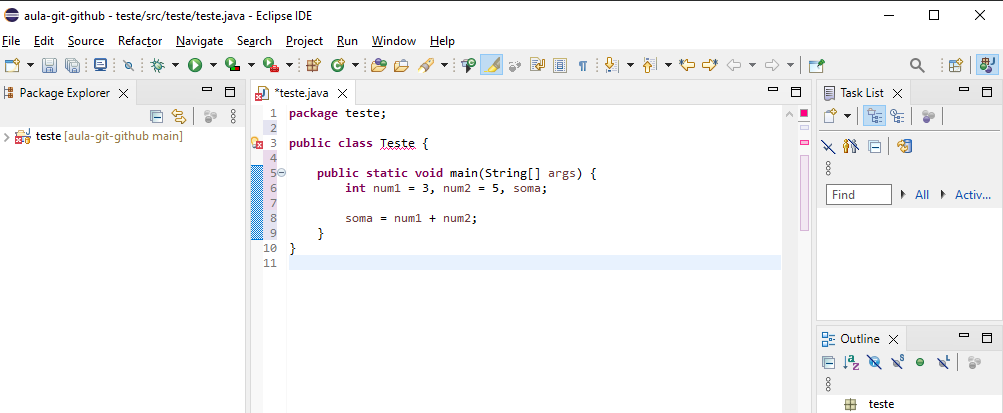 aula-git-github - teste/src/teste/teste.java - Eclipse IDE
File Edit Source Refactor Navigate Search Project Run Window Help
Package Explorer
teste [aula-git-github main]
*teste.java
1 package teste;
2
3 public class Teste {
4
5 public static void main(String[] args) {
6 int num1 = 3, num2 = 5, soma;
7
8 soma = num1 + num2;
9 }
10 }
11
Task List
Find All Activ...
Outline
teste